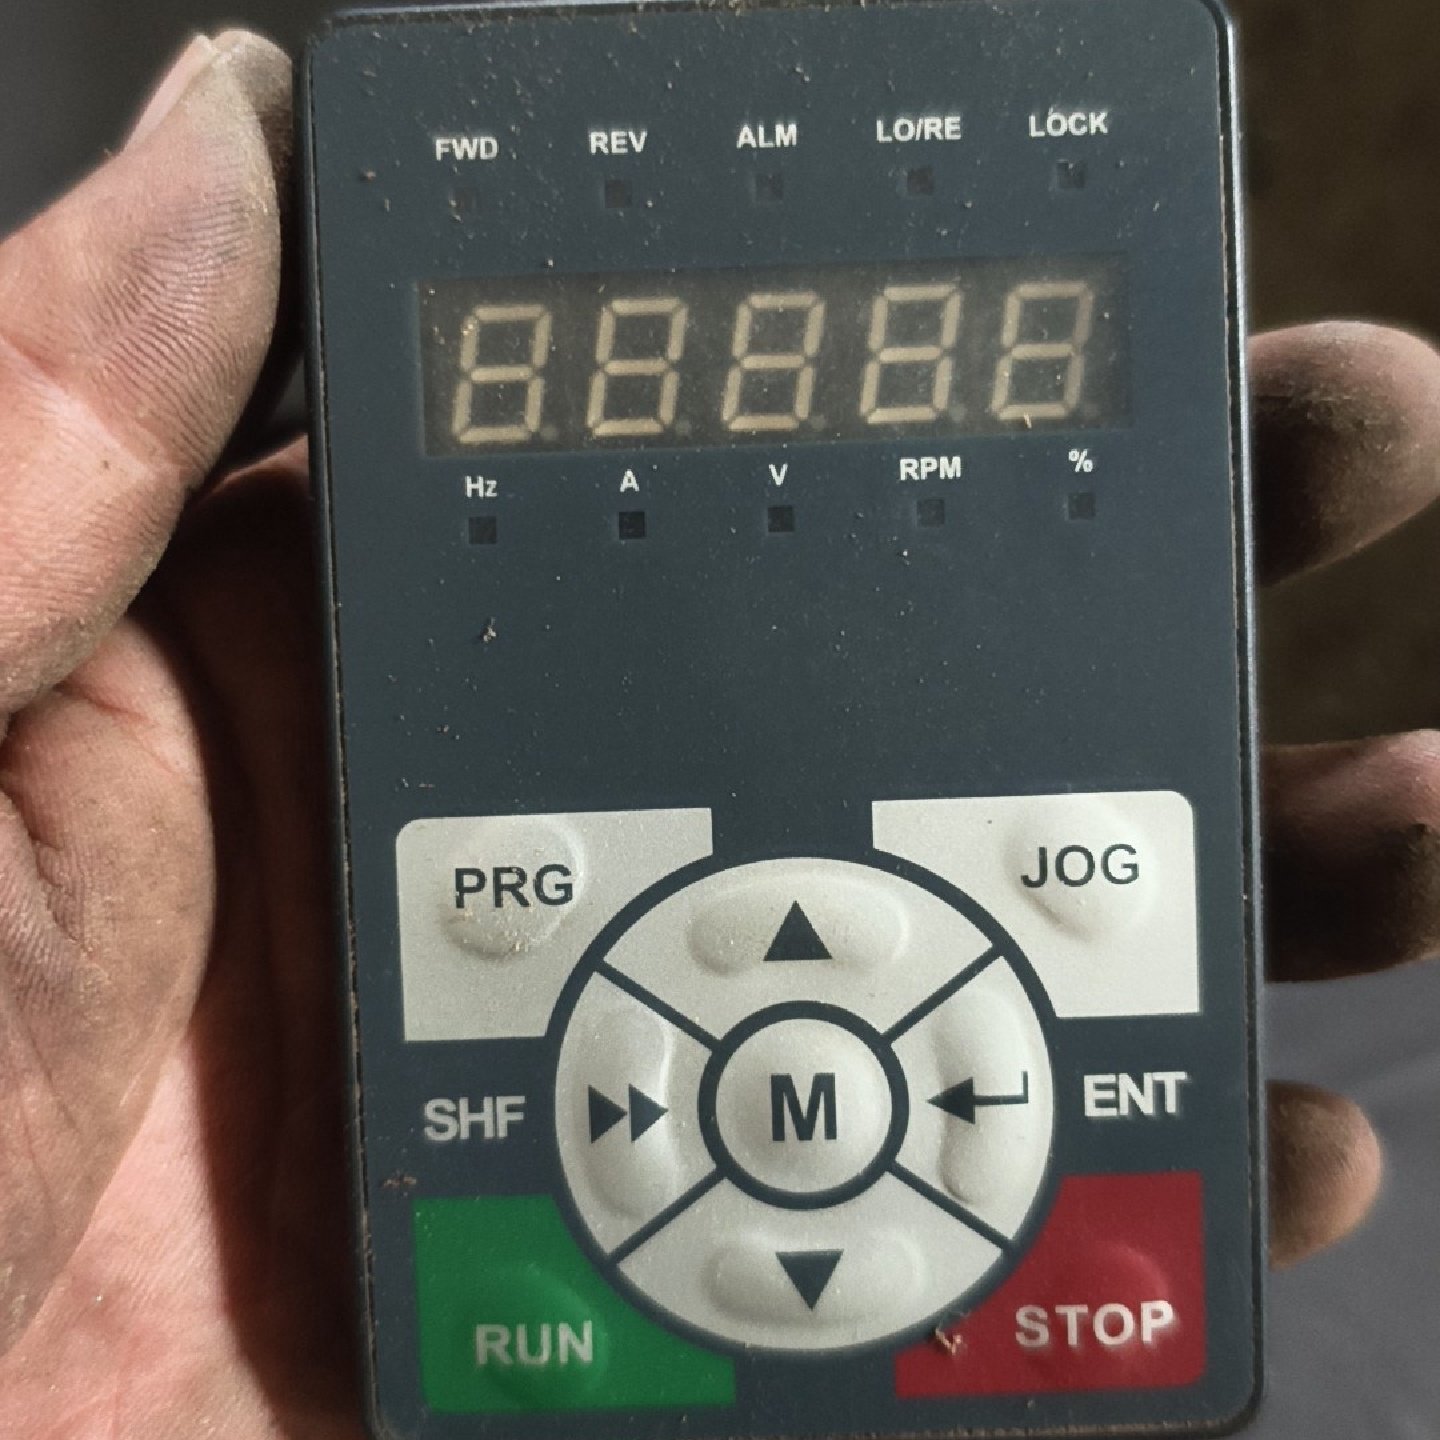 FWD REV ALM LO/RE LOCK
Hz A V RPM %
PRG JOG
SHF M ENT
RUN STOP